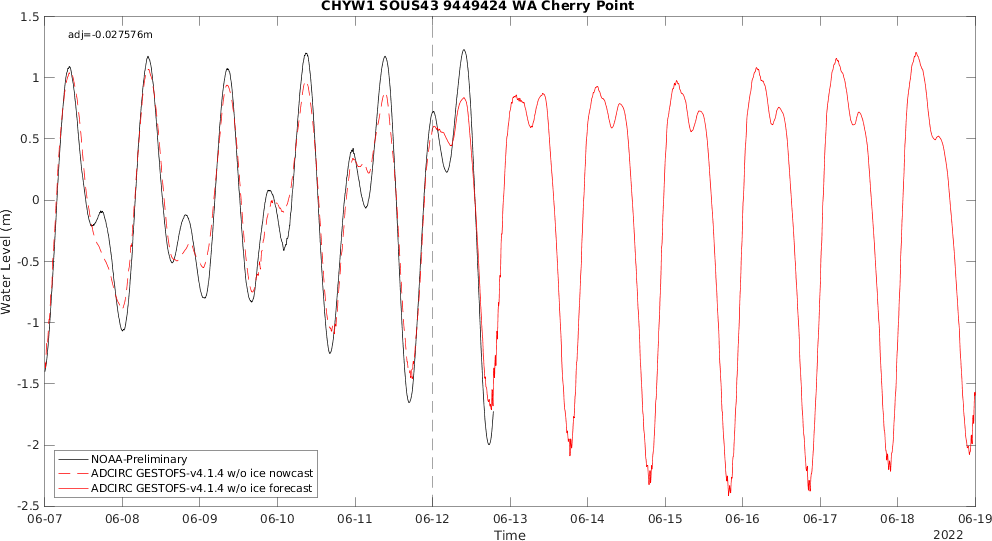 CHYW1 SOUS43 9449424 WA Cherry Point
adj=-0.027576m
1.5
1
0.5
0
-0.5
-1
-1.5
-2
-2.5
Water Level (m)
NOAA-Preliminary
ADCIRC GESTOFS-v4.1.4 w/o ice nowcast
ADCIRC GESTOFS-v4.1.4 w/o ice forecast
06-07 06-08 06-09 06-10 06-11 06-12 06-13 06-14 06-15 06-16 06-17 06-18 06-19
Time
2022